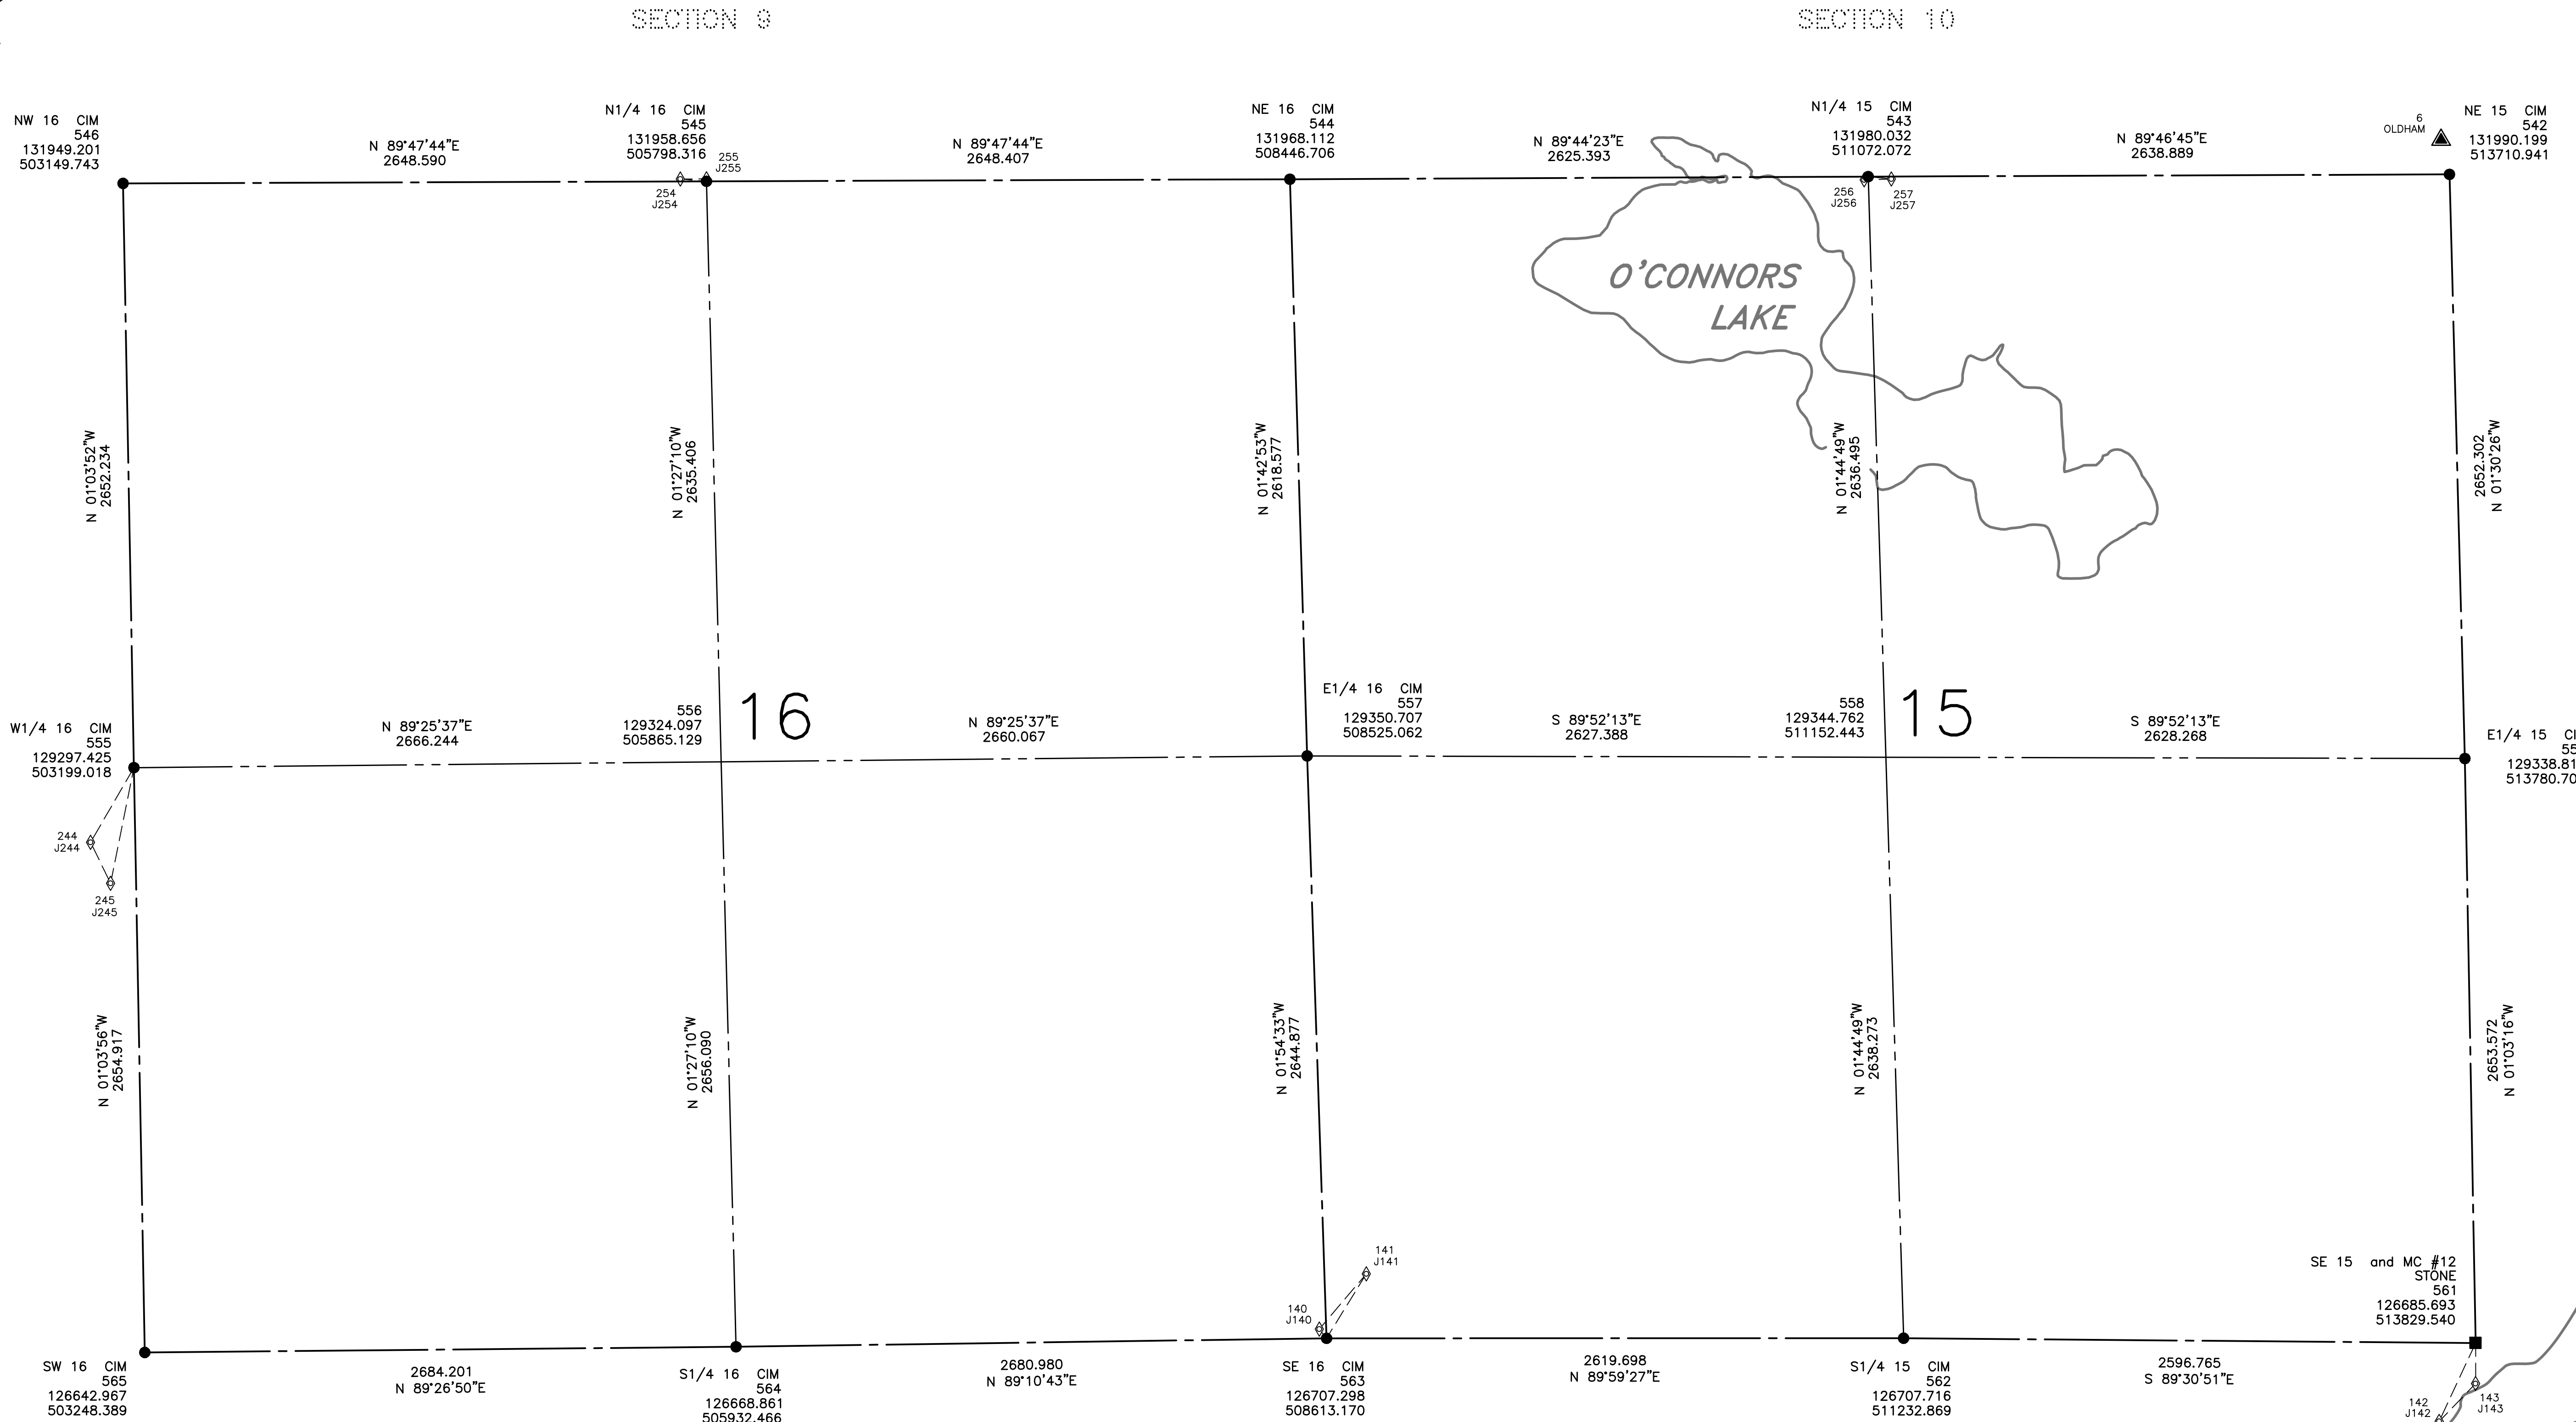 SECTION 9
SECTION 10
NW 16 CIM
546
131949.201
503149.743
N 89°47'44"E
2648.590
N1/4 16 CIM
545
131958.656
505798.316
255
J255
254
J254
N 89°47'44"E
2648.407
NE 16 CIM
544
131968.112
508446.706
N 89°44'23"E
2625.393
N1/4 15 CIM
543
131980.032
511072.072
256
J256
257
J257
N 89°46'45"E
2638.889
6
OLDHAM
NE 15 CIM
542
131990.199
513710.941
O'CONNORS
LAKE
N 01°03'52"W
2652.234
N 01°27'10"W
2635.406
N 01°42'53"W
2618.577
N 01°44'49"W
2636.495
2652.302
N 01°30'26"W
W1/4 16 CIM
555
129297.425
503199.018
N 89°25'37"E
2666.244
556
129324.097
505865.129
16
N 89°25'37"E
2660.067
E1/4 16 CIM
557
129350.707
508525.062
S 89°52'13"E
2627.388
558
129344.762
511152.443
15
S 89°52'13"E
2628.268
E1/4 15 CI
55
129338.81
513780.70
244
J244
245
J245
N 01°03'56"W
2654.917
N 01°27'10"W
2656.090
N 01°54'33"W
2644.877
N 01°44'49"W
2638.273
2653.572
N 01°03'16"W
141
J141
140
J140
SE 15 and MC #12
STONE
561
126685.693
513829.540
SW 16 CIM
565
126642.967
503248.389
2684.201
N 89°26'50"E
S1/4 16 CIM
564
126668.861
505932.466
2680.980
N 89°10'43"E
SE 16 CIM
563
126707.298
508613.170
2619.698
N 89°59'27"E
S1/4 15 CIM
562
126707.716
511232.869
2596.765
S 89°30'51"E
142
J142
143
J143